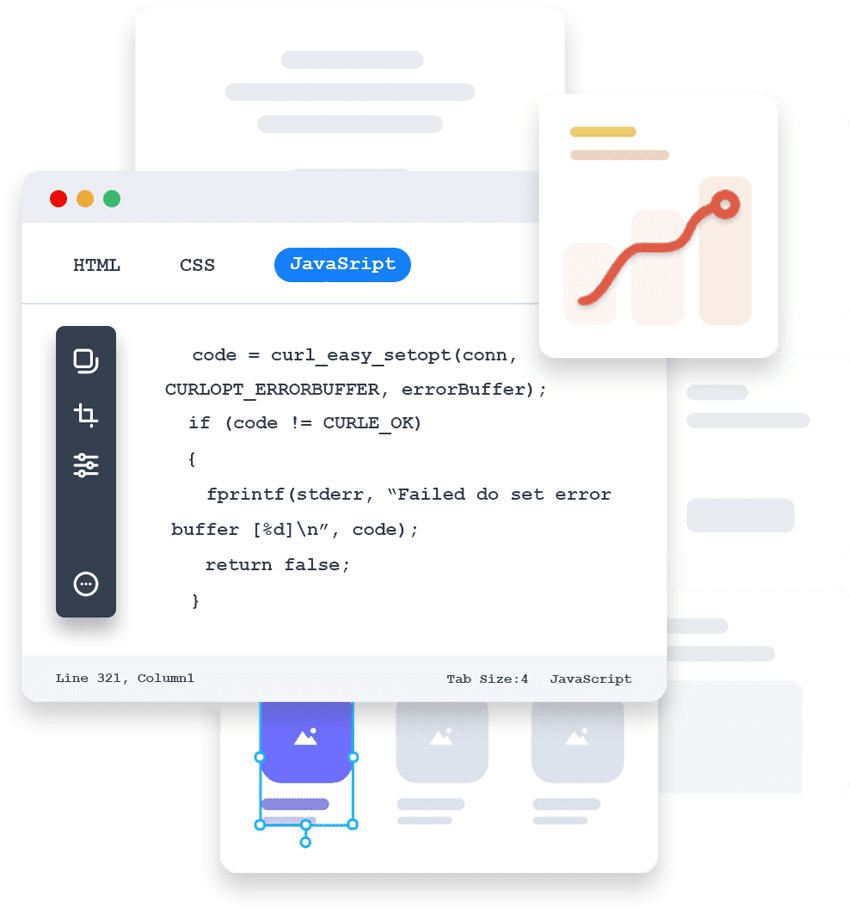 HTML CSS JavaSript
code = curl_easy_setopt(conn,
CURLOPT_ERRORBUFFER, errorBuffer);
if (code != CURLE_OK)
{
fprintf(stderr, “Failed do set error
buffer [%d]\n”, code);
return false;
}
Line 321, Column1 Tab Size:4 JavaScript